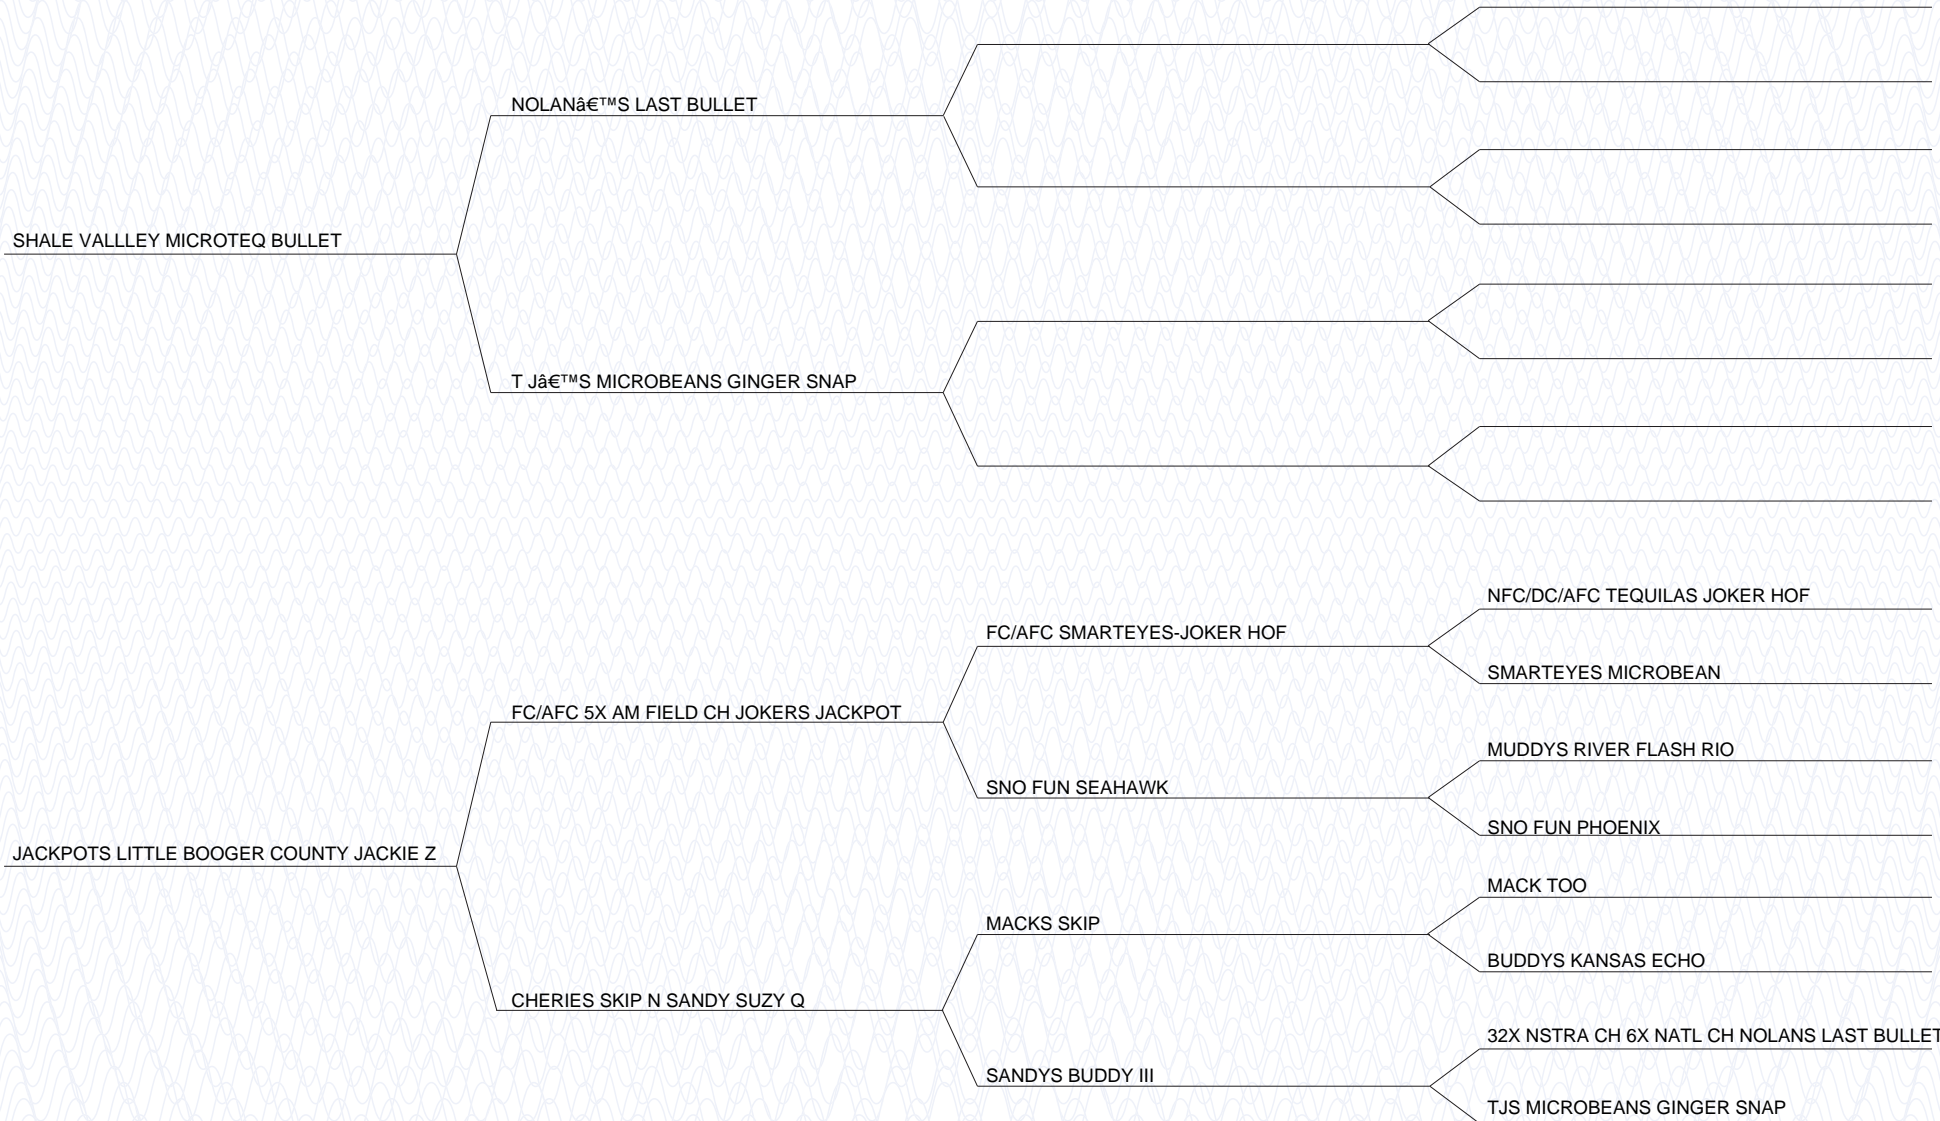 NOLANâ€™S LAST BULLET
SHALE VALLLEY MICROTEQ BULLET
T Jâ€™S MICROBEANS GINGER SNAP
NFC/DC/AFC TEQUILAS JOKER HOF
FC/AFC SMARTEYES-JOKER HOF
SMARTEYES MICROBEAN
FC/AFC 5X AM FIELD CH JOKERS JACKPOT
MUDDYS RIVER FLASH RIO
SNO FUN SEAHAWK
SNO FUN PHOENIX
JACKPOTS LITTLE BOOGER COUNTY JACKIE Z
MACK TOO
MACKS SKIP
BUDDYS KANSAS ECHO
CHERIES SKIP N SANDY SUZY Q
32X NSTRA CH 6X NATL CH NOLANS LAST BULLET
SANDYS BUDDY III
TJS MICROBEANS GINGER SNAP